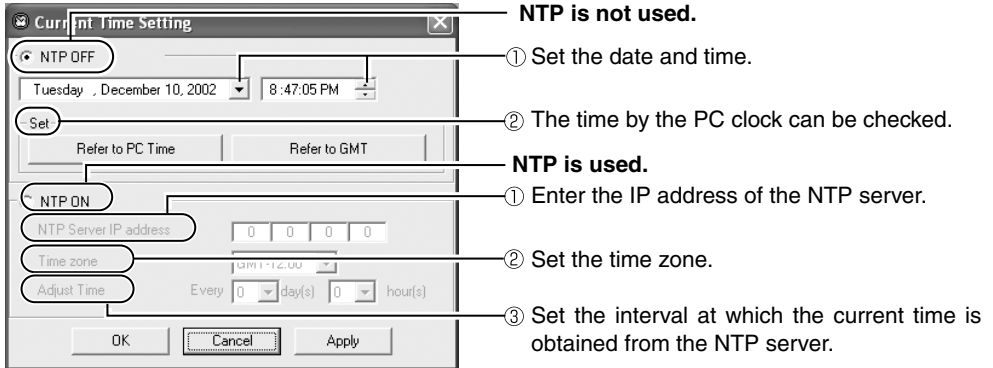 Current Time Setting
NTP is not used.
NTP OFF
① Set the date and time.
Tuesday , December 10, 2002 8:47:05 PM
Set
② The time by the PC clock can be checked.
Refer to PC Time Refer to GMT
NTP is used.
NTP ON
① Enter the IP address of the NTP server.
NTP Server IP address 0 0 0 0
Time zone GMT-12:00
② Set the time zone.
Adjust Time Every 0 day(s) 0 hour(s)
③ Set the interval at which the current time is
obtained from the NTP server.
OK Cancel Apply